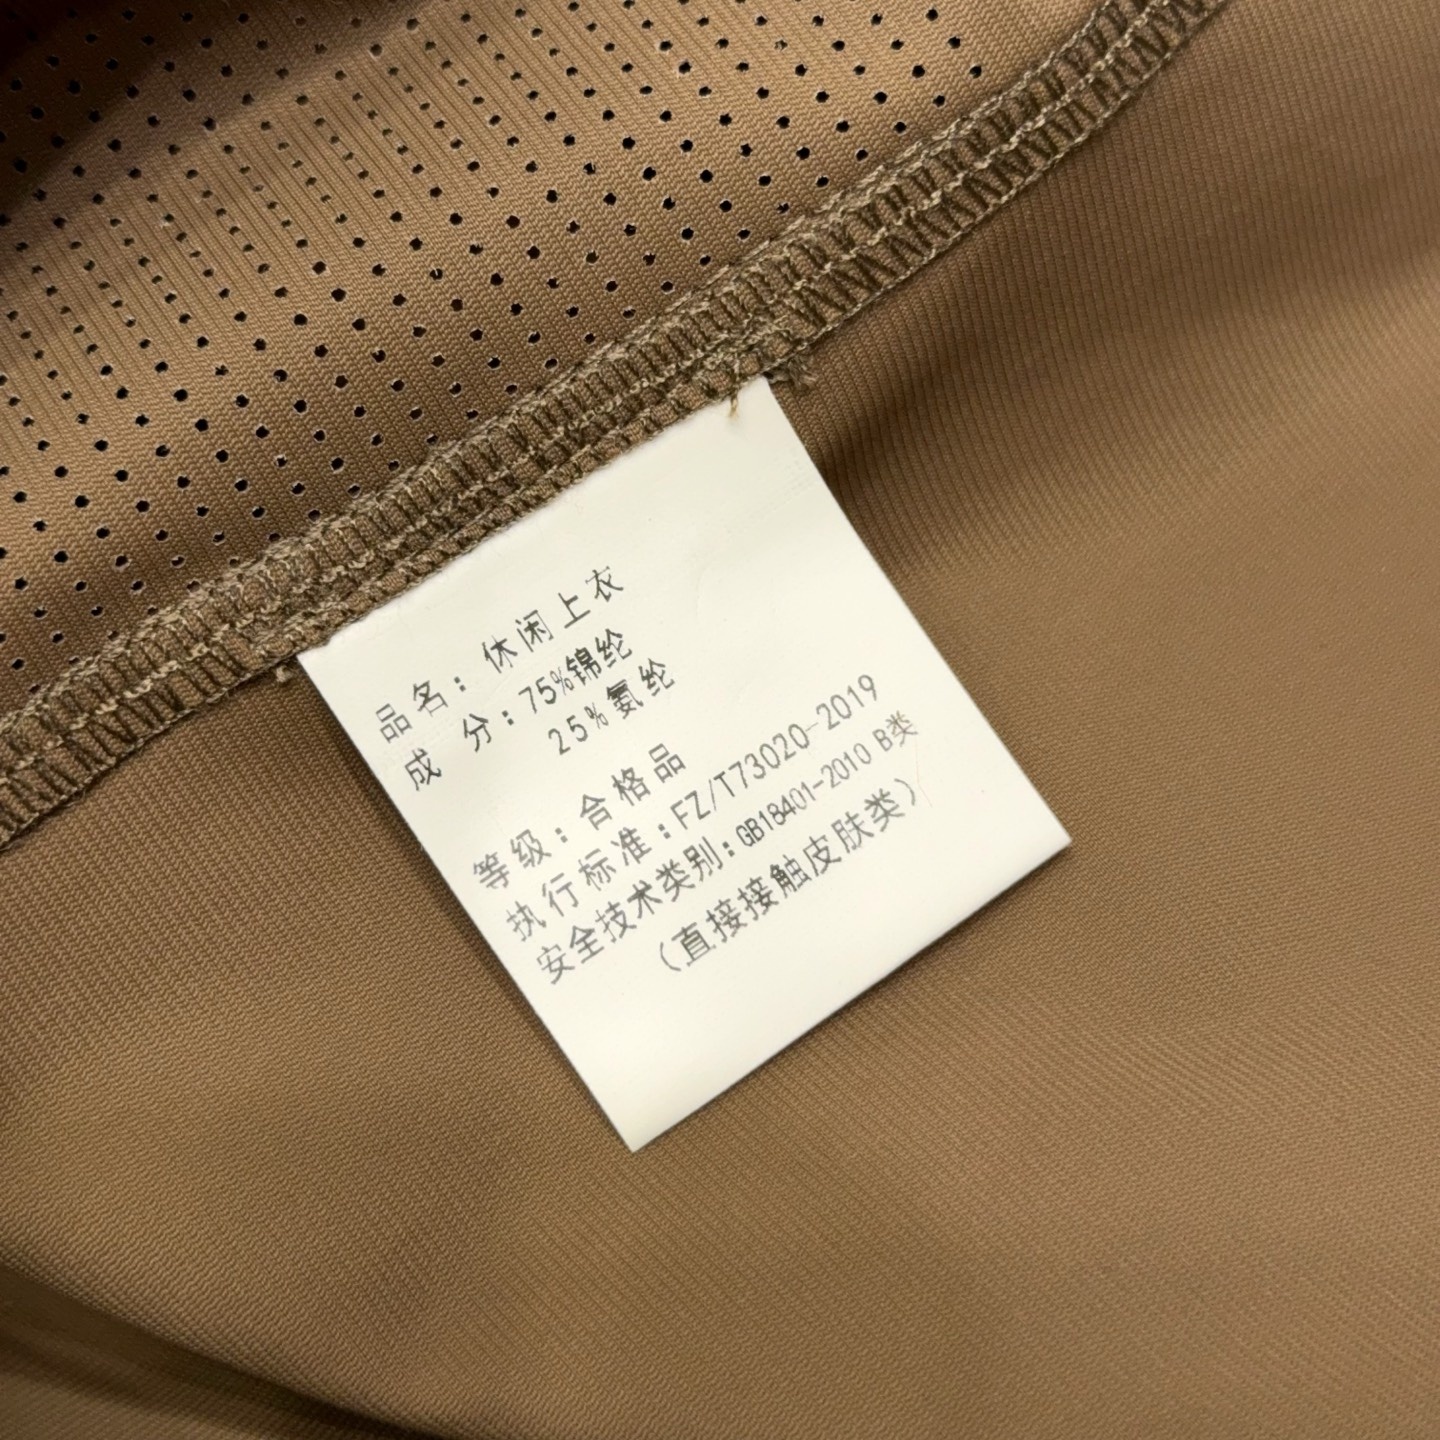 品名：休闲上衣
成 分：75%锦纶
25%氨纶
等级：合格品
执行标准：FZ/T73020-2019
安全技术类别：GB18401-2010 B类
（直接接触皮肤类）